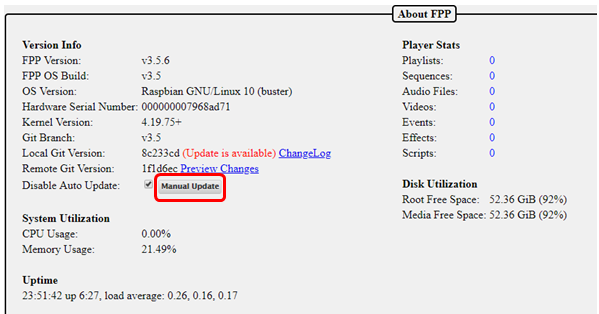 About FPP
Version Info
FPP Version: v3.5.6
FPP OS Build: v3.5
OS Version: Raspbian GNU/Linux 10 (buster)
Hardware Serial Number: 000000007968ad71
Kernel Version: 4.19.75+
Git Branch: v3.5
Local Git Version: 8c233cd (Update is available) ChangeLog
Remote Git Version: 1f1d6ec Preview Changes
Disable Auto Update: Manual Update
System Utilization
CPU Usage: 0.00%
Memory Usage: 21.49%
Uptime
23:51:42 up 6:27, load average: 0.26, 0.16, 0.17
Player Stats
Playlists: 0
Sequences: 0
Audio Files: 0
Videos: 0
Events: 0
Effects: 0
Scripts: 0
Disk Utilization
Root Free Space: 52.36 GiB (92%)
Media Free Space: 52.36 GiB (92%)